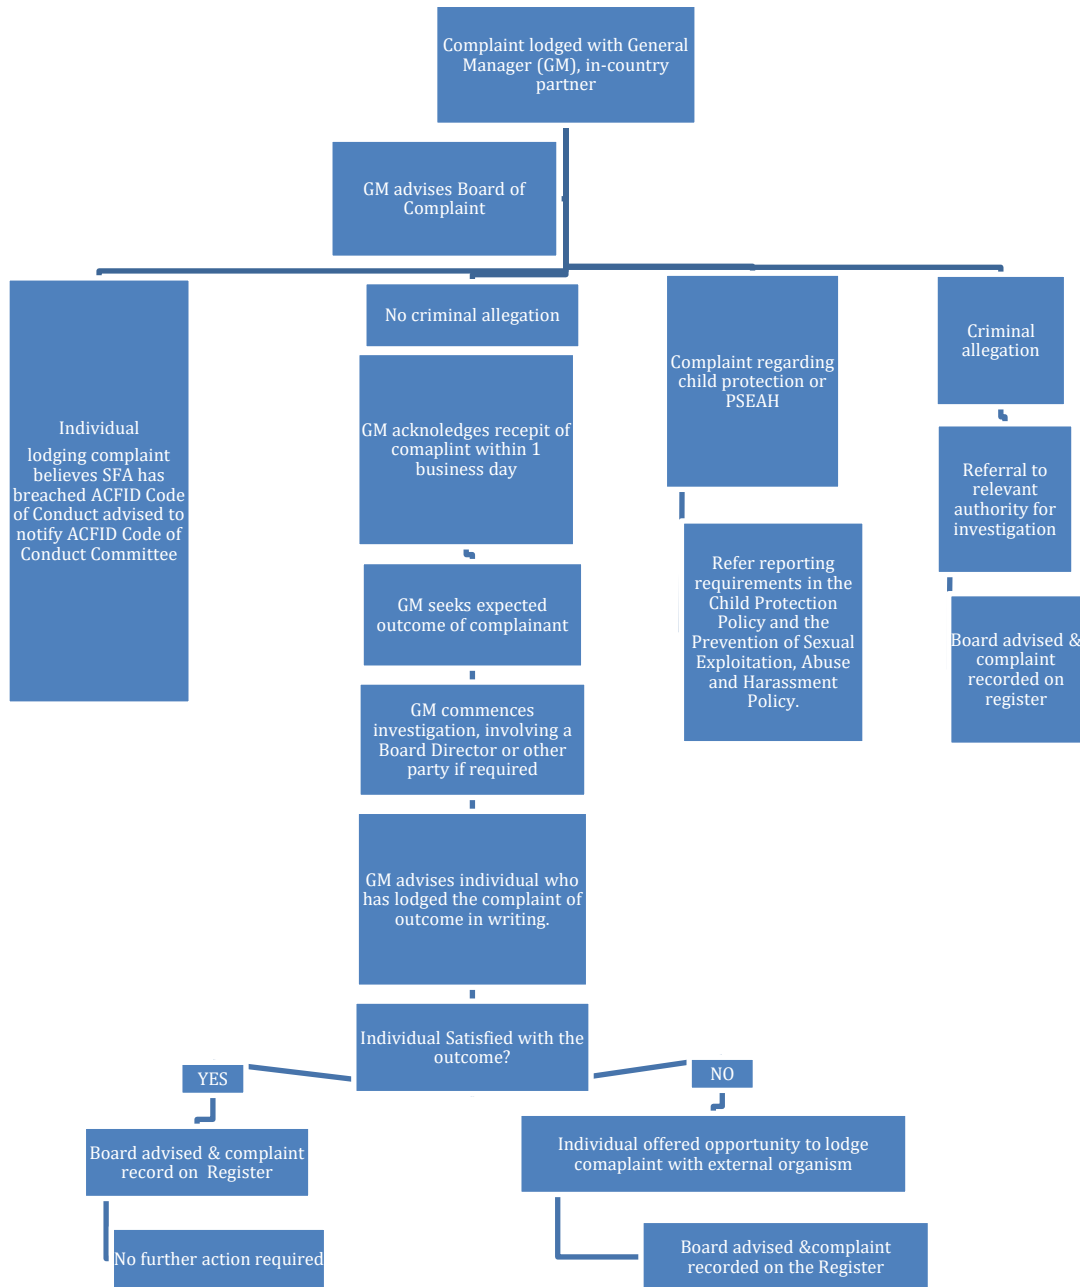 Complaint lodged with General
Manager (GM), in-country
partner
GM advises Board of
Complaint
Individual
lodging complaint
believes SFA has
breached ACFID Code
of Conduct advised to
notify ACFID Code of
Conduct Committee
No criminal allegation
GM acknoledges recepit of
comaplint within 1
business day
GM seeks expected
outcome of complainant
GM commences
investigation, involving a
Board Director or other
party if required
GM advises individual who
has lodged the complaint of
outcome in writing.
Individual Satisfied with the
outcome?
YES
Board advised & complaint
record on Register
No further action required
NO
Individual offered opportunity to lodge
comaplaint with external organism
Board advised &complaint
recorded on the Register
Complaint regarding
child protection or
PSEAH
Refer reporting
requirements in the
Child Protection
Policy and the
Prevention of Sexual
Exploitation, Abuse
and Harassment
Policy.
Criminal
allegation
Referral to
relevant
authority for
investigation
Board advised &
complaint
recorded on
register